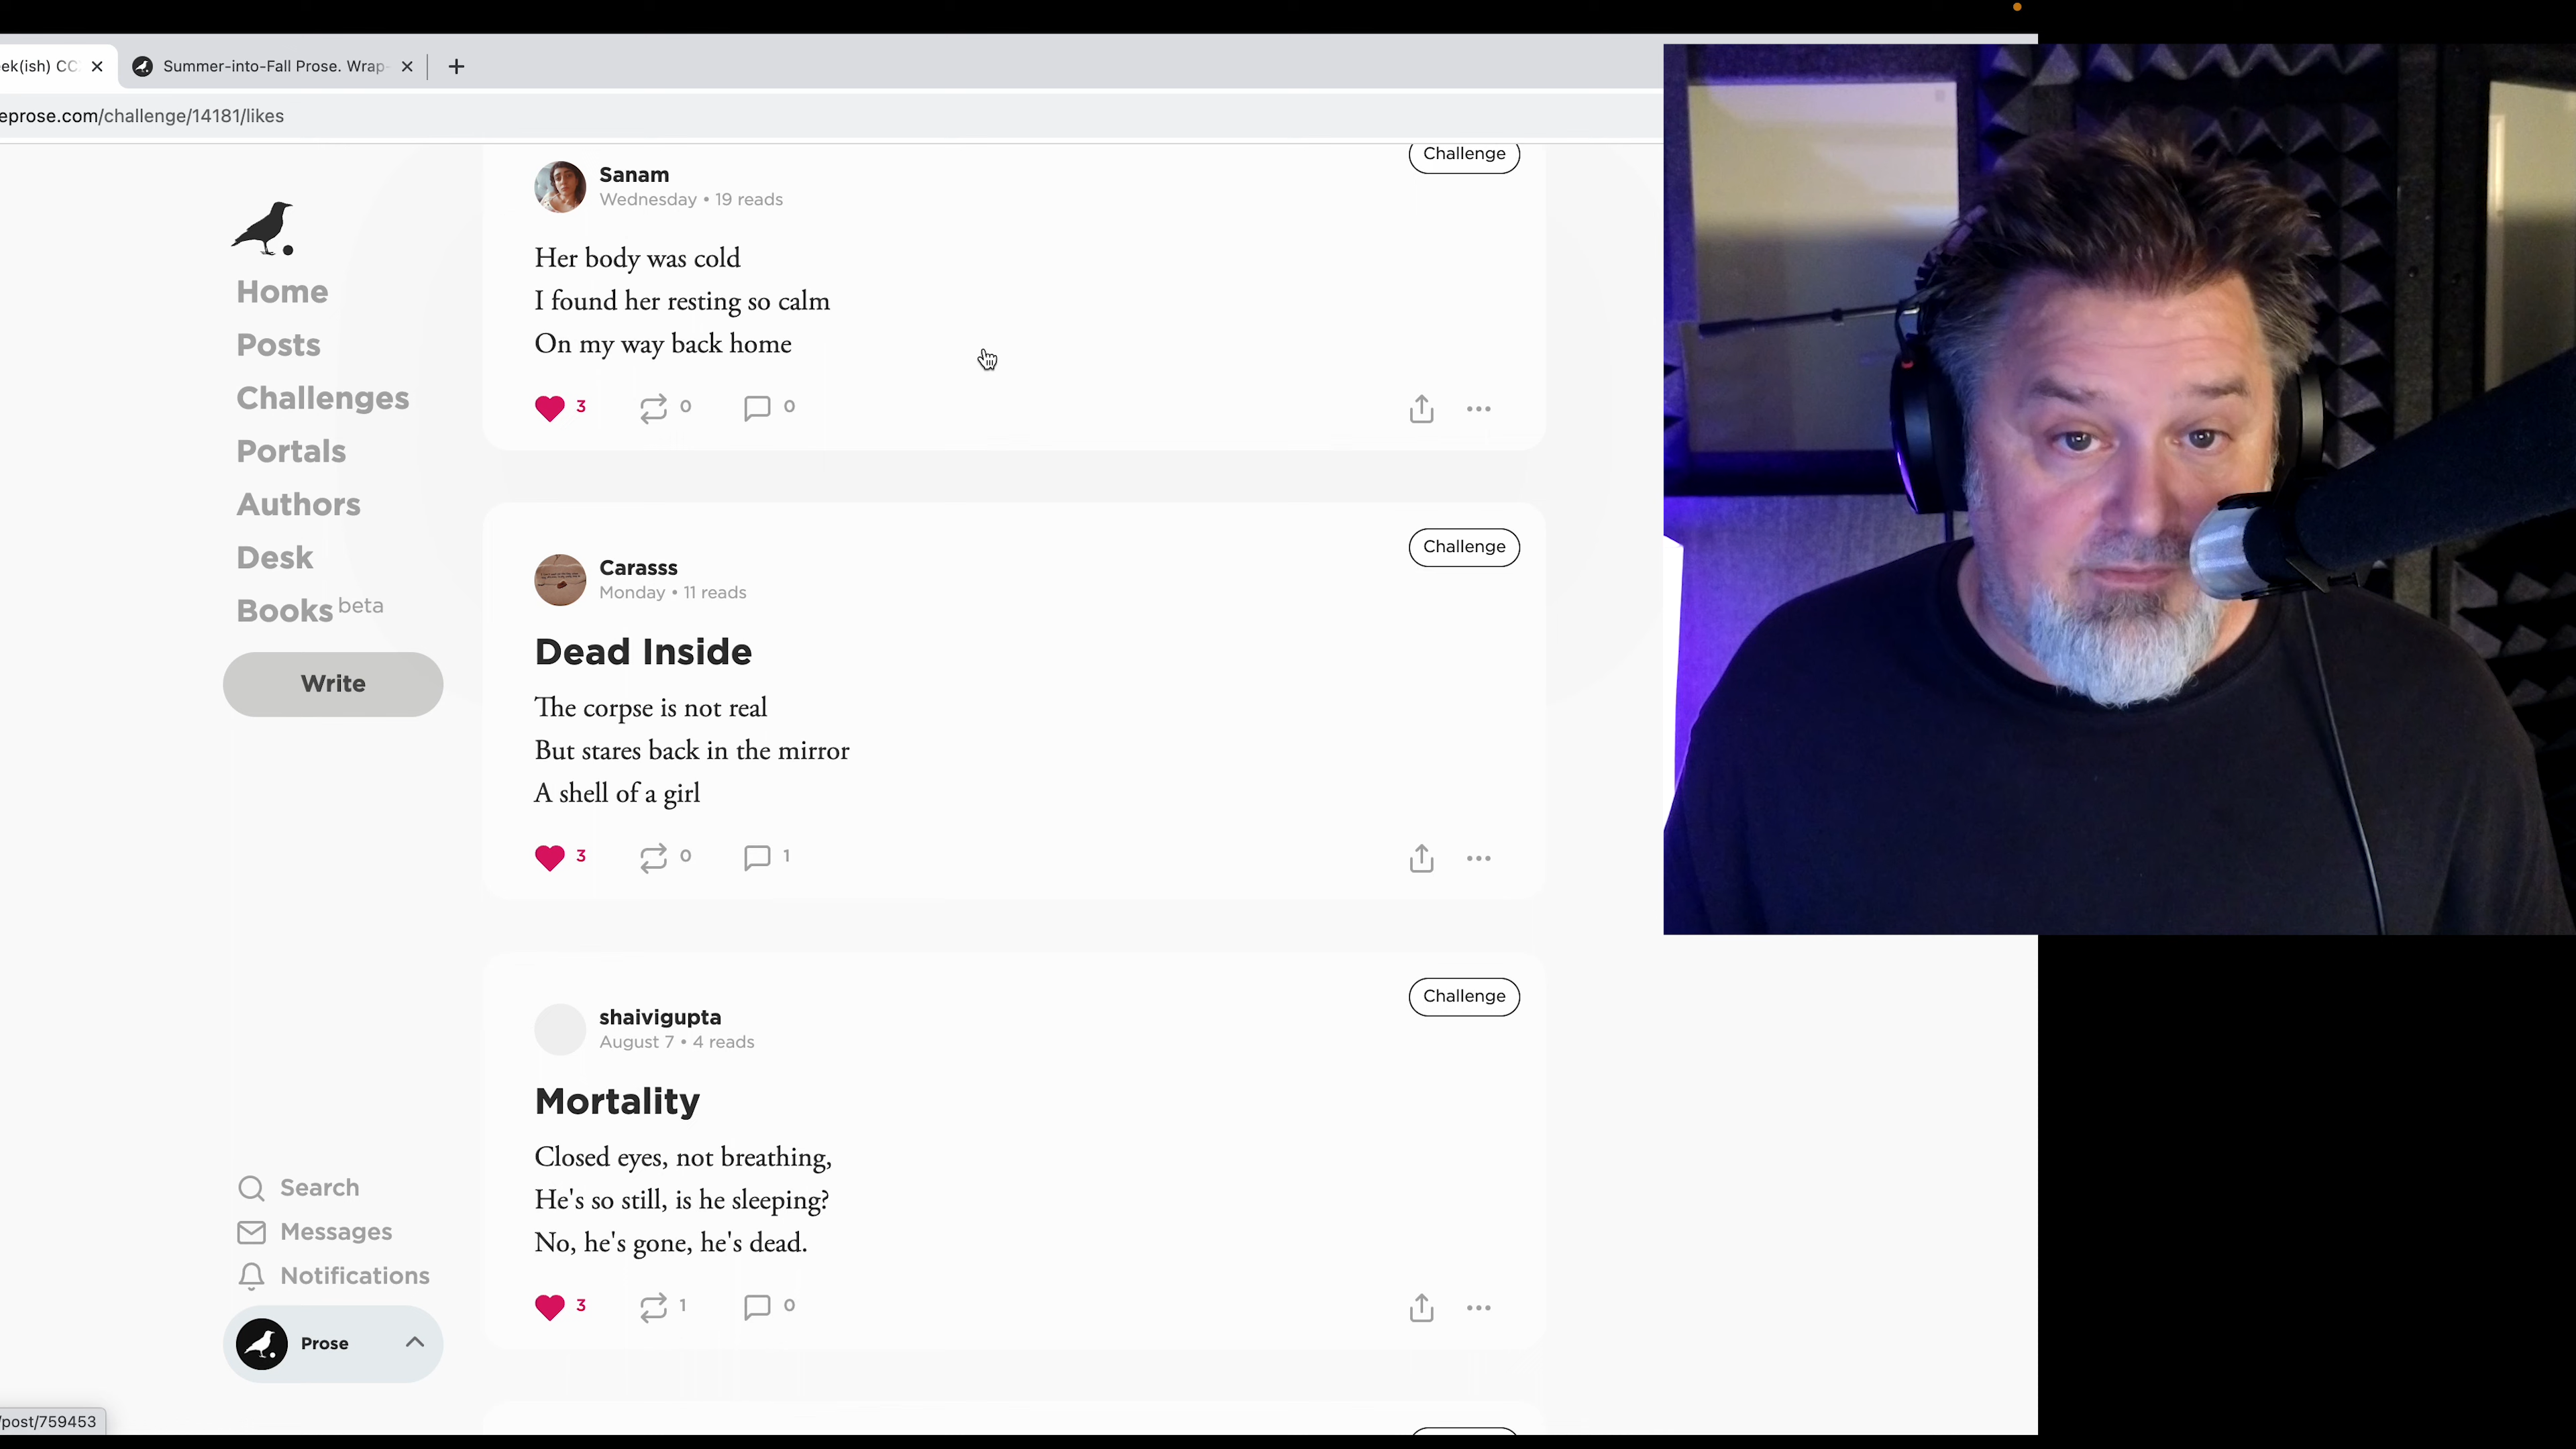 ek(ish) CC
Summer-into-Fall Prose. Wrap-
eprose.com/challenge/14181/likes
Home
Posts
Challenges
Portals
Authors
Desk
Books beta
Write
Search
Messages
Notifications
Prose
/post/759453
Challenge
Sanam
Wednesday • 19 reads
Her body was cold
I found her resting so calm
On my way back home
3 0 0
Challenge
Carasss
Monday • 11 reads
Dead Inside
The corpse is not real
But stares back in the mirror
A shell of a girl
3 0 1
Challenge
shaivigupta
August 7 • 4 reads
Mortality
Closed eyes, not breathing,
He's so still, is he sleeping?
No, he's gone, he's dead.
3 1 0